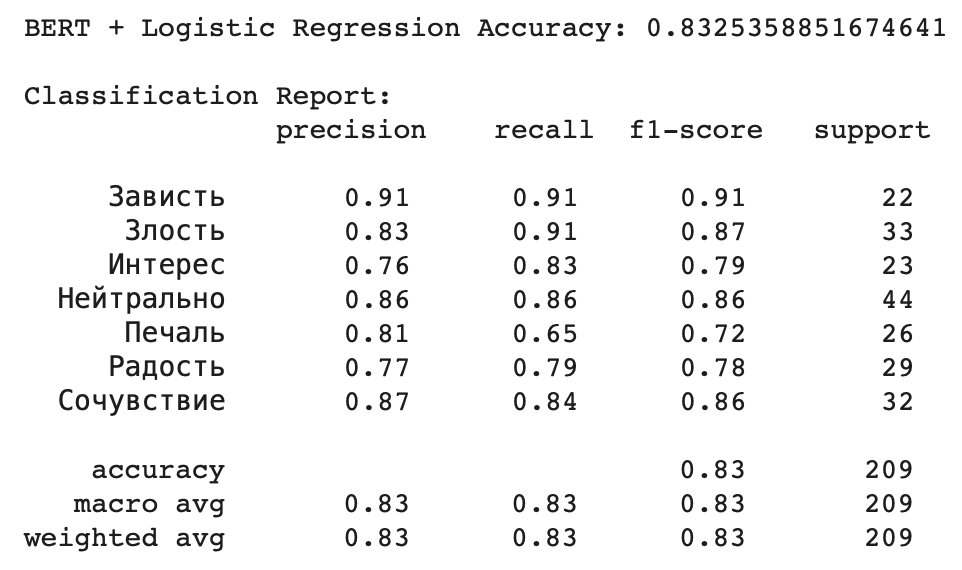 BERT + Logistic Regression Accuracy: 0.8325358851674641
Classification Report:
precision recall f1-score support
Зависть 0.91 0.91 0.91 22
Злость 0.83 0.91 0.87 33
Интерес 0.76 0.83 0.79 23
Нейтрально 0.86 0.86 0.86 44
Печаль 0.81 0.65 0.72 26
Радость 0.77 0.79 0.78 29
Сочувствие 0.87 0.84 0.86 32
accuracy 0.83 209
macro avg 0.83 0.83 0.83 209
weighted avg 0.83 0.83 0.83 209